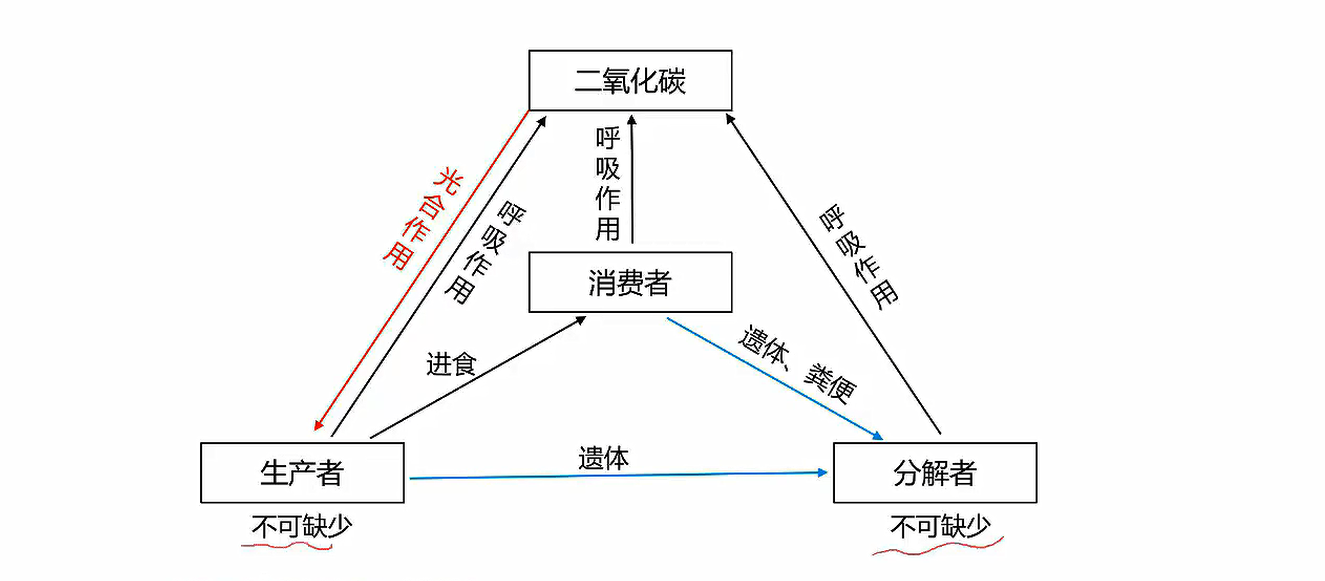 二氧化碳
光合作用
呼吸作用
呼吸作用
呼吸作用
消费者
进食
遗体、粪便
生产者
遗体
分解者
不可缺少
不可缺少